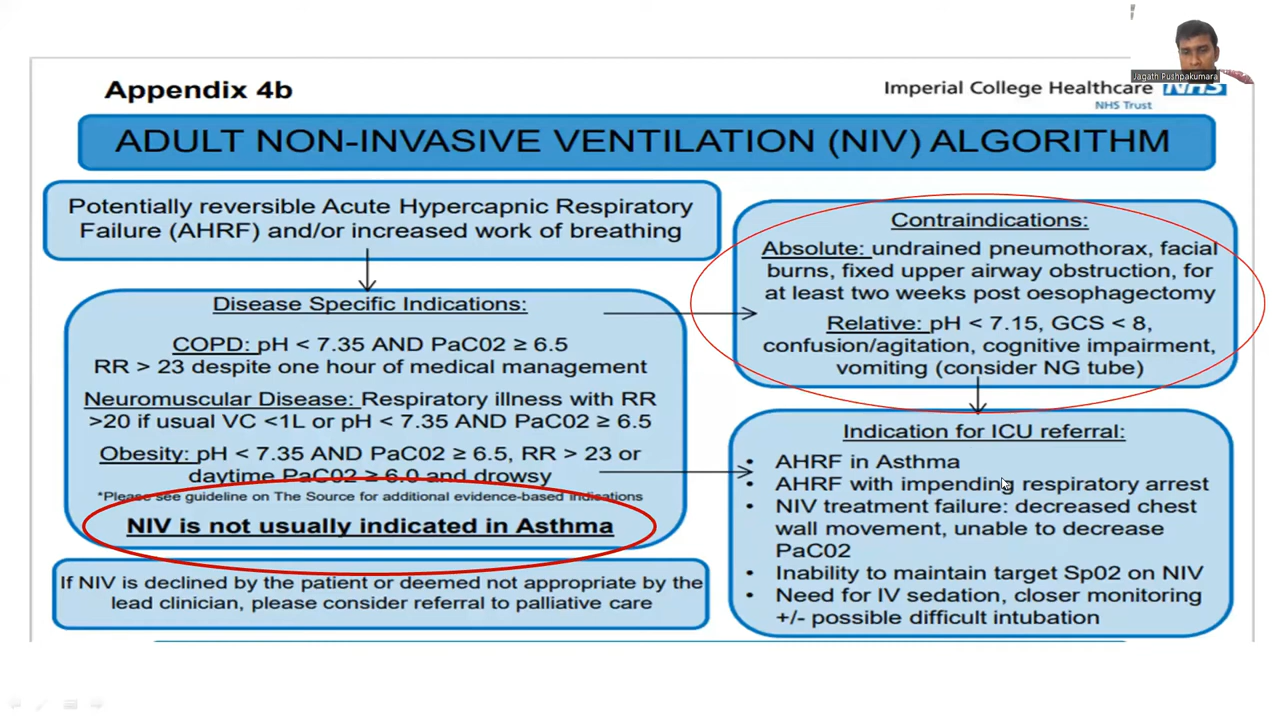 Jagath Pushpakumara
Appendix 4b
Imperial College Healthcare NHS
NHS Trust
ADULT NON-INVASIVE VENTILATION (NIV) ALGORITHM
Potentially reversible Acute Hypercapnic Respiratory
Failure (AHRF) and/or increased work of breathing
Disease Specific Indications:
COPD: pH < 7.35 AND PaC02 ≥ 6.5
RR > 23 despite one hour of medical management
Neuromuscular Disease: Respiratory illness with RR
>20 if usual VC <1L or pH < 7.35 AND PaC02 ≥ 6.5
Obesity: pH < 7.35 AND PaC02 ≥ 6.5, RR > 23 or
daytime PaC02 ≥ 6.0 and drowsy
*Please see guideline on The Source for additional evidence-based indications
NIV is not usually indicated in Asthma
If NIV is declined by the patient or deemed not appropriate by the
lead clinician, please consider referral to palliative care
Contraindications:
Absolute: undrained pneumothorax, facial
burns, fixed upper airway obstruction, for
at least two weeks post oesophagectomy
Relative: pH < 7.15, GCS < 8,
confusion/agitation, cognitive impairment,
vomiting (consider NG tube)
Indication for ICU referral:
• AHRF in Asthma
• AHRF with impending respiratory arrest
• NIV treatment failure: decreased chest
wall movement, unable to decrease
PaC02
• Inability to maintain target Sp02 on NIV
• Need for IV sedation, closer monitoring
+/- possible difficult intubation